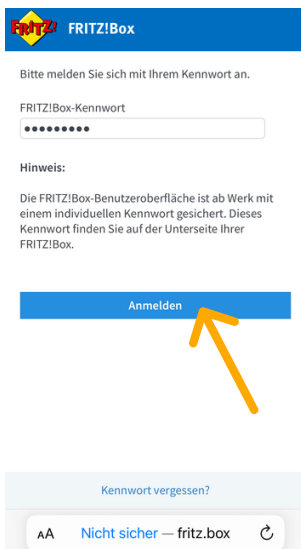 FRITZ! FRITZ!Box
Bitte melden Sie sich mit Ihrem Kennwort an.
FRITZ!Box-Kennwort
•••••••••
Hinweis:
Die FRITZ!Box-Benutzeroberfläche ist ab Werk mit
einem individuellen Kennwort gesichert. Dieses
Kennwort finden Sie auf der Unterseite Ihrer
FRITZ!Box.
Anmelden
Kennwort vergessen?
AA Nicht sicher — fritz.box